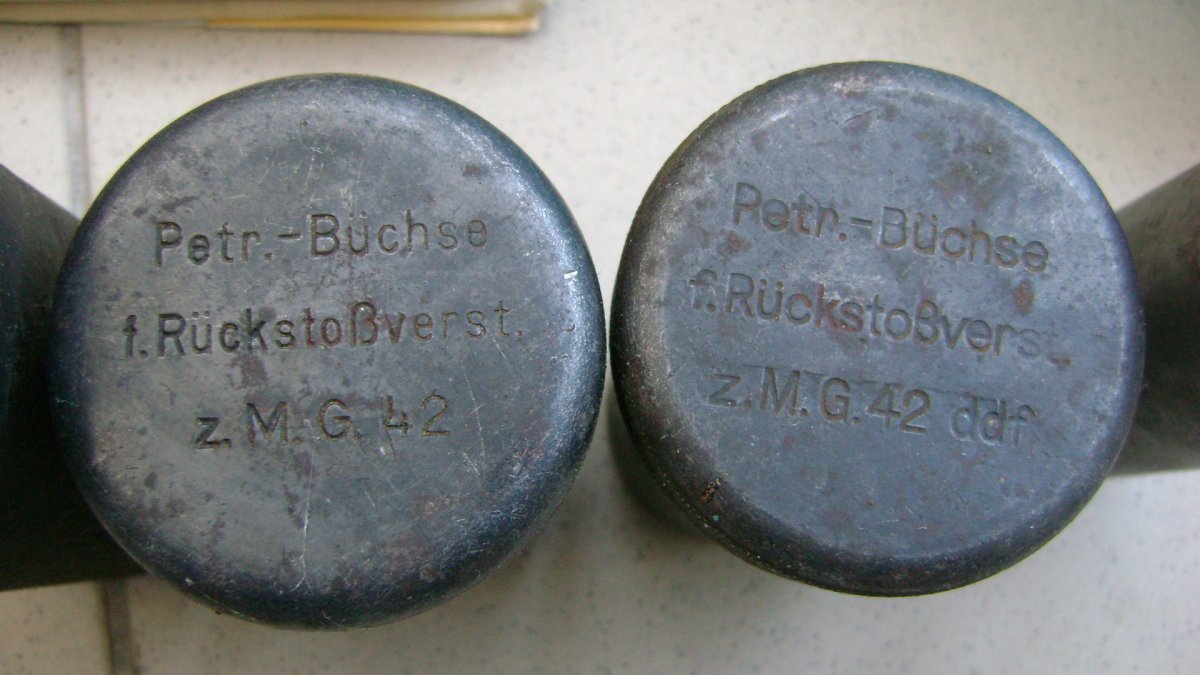 Petr.-Büchse
f. Rückstoßverst.
z. M. G. 42
Petr.-Büchse
f. Rückstoßverst.
z. M. G. 42 ddf